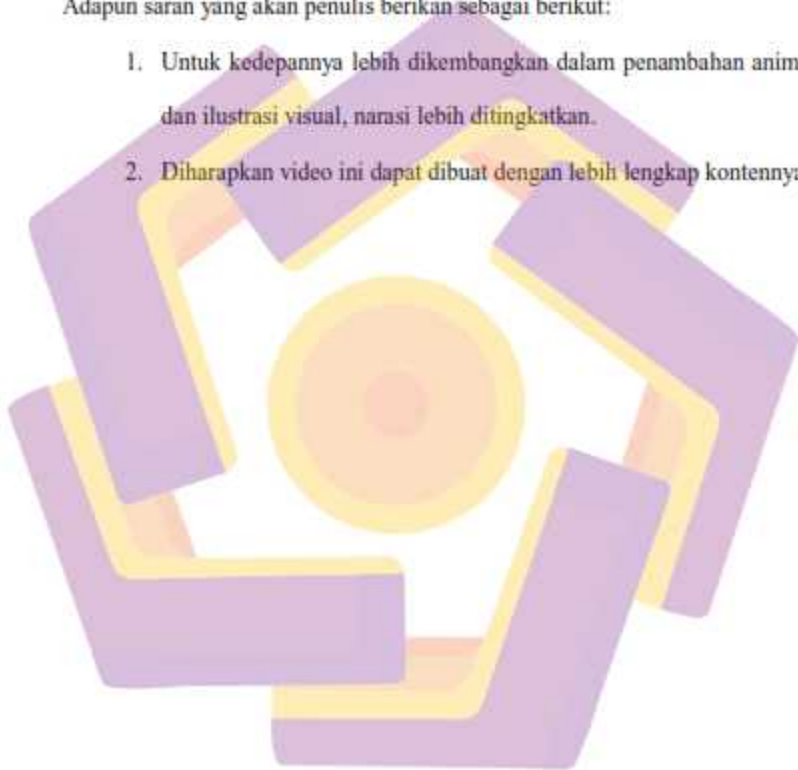 Adapun saran yang akan penulis berikan sebagai berikut:
1. Untuk kedepannya lebih dikembangkan dalam penambahan anim
dan ilustrasi visual, narasi lebih ditingkatkan.
2. Diharapkan video ini dapat dibuat dengan lebih lengkap kontennya